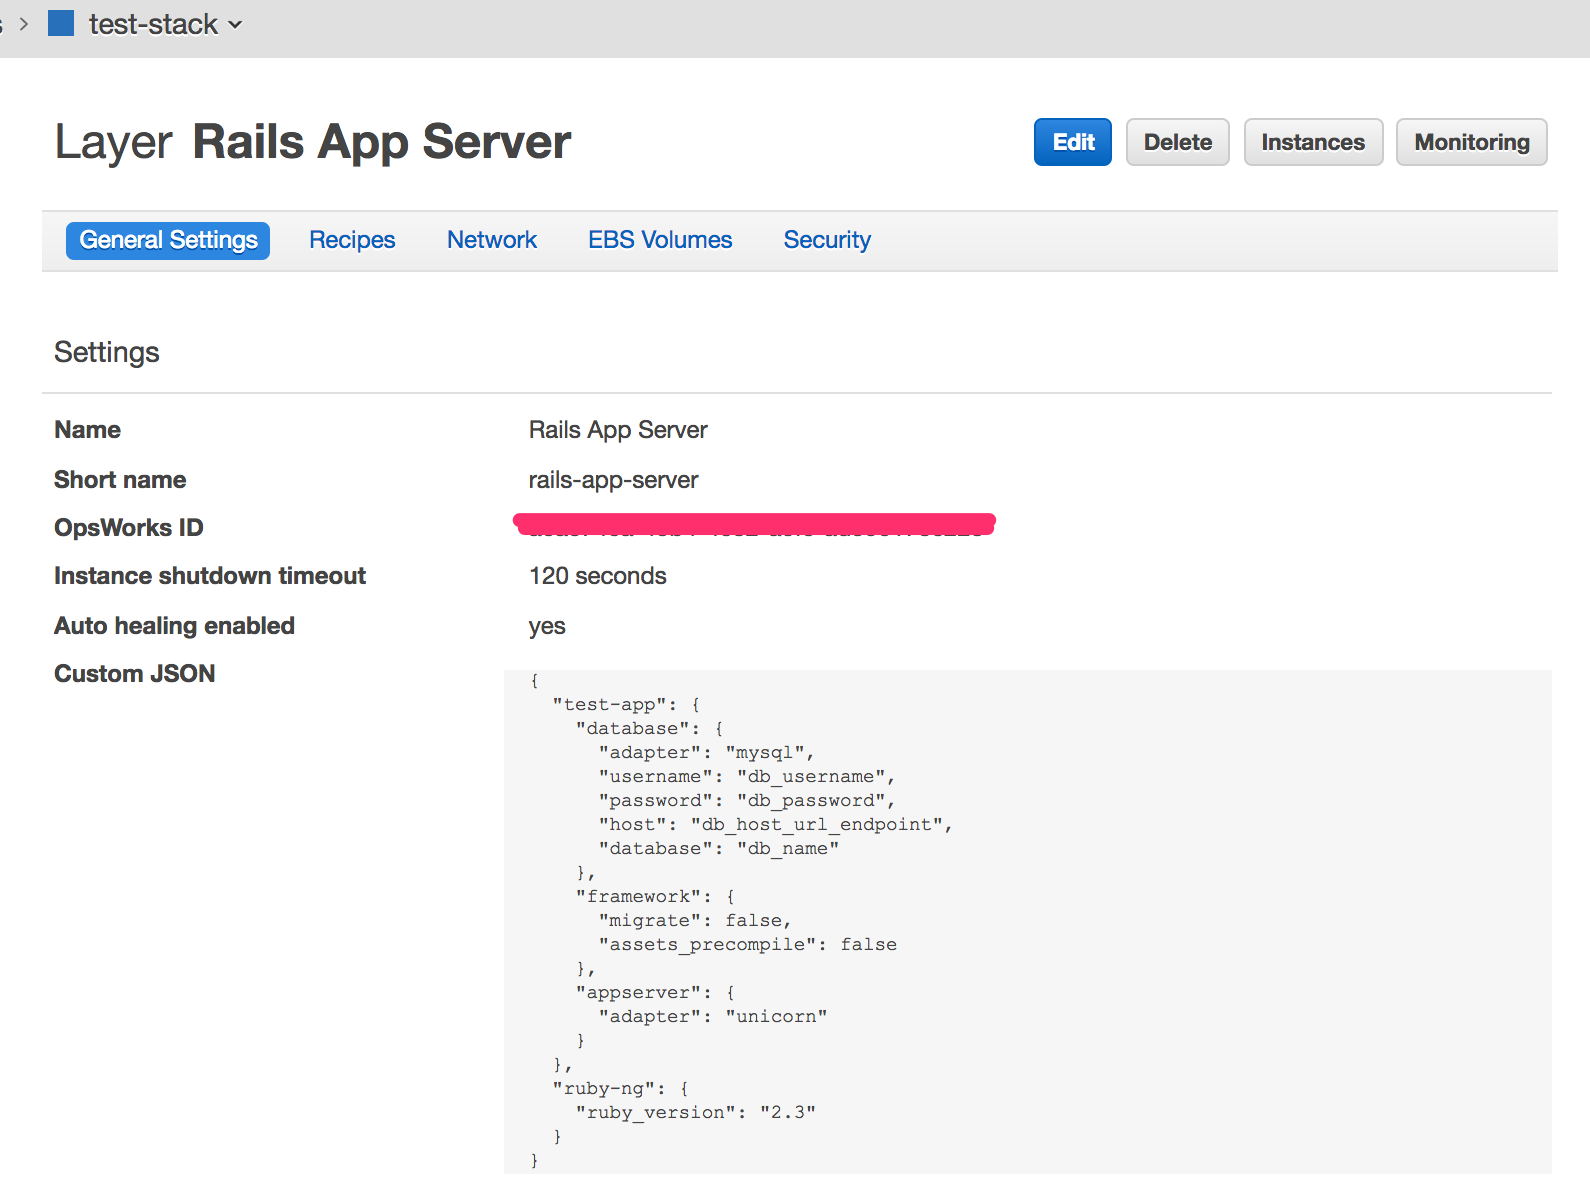 test-stack
Layer Rails App Server
Edit Delete Instances Monitoring
General Settings Recipes Network EBS Volumes Security
Settings
Name Rails App Server
Short name rails-app-server
OpsWorks ID
Instance shutdown timeout 120 seconds
Auto healing enabled yes
Custom JSON
{
  "test-app": {
    "database": {
      "adapter": "mysql",
      "username": "db_username",
      "password": "db_password",
      "host": "db_host_url_endpoint",
      "database": "db_name"
    },
    "framework": {
      "migrate": false,
      "assets_precompile": false
    },
    "appserver": {
      "adapter": "unicorn"
    }
  },
  "ruby-ng": {
    "ruby_version": "2.3"
  }
}